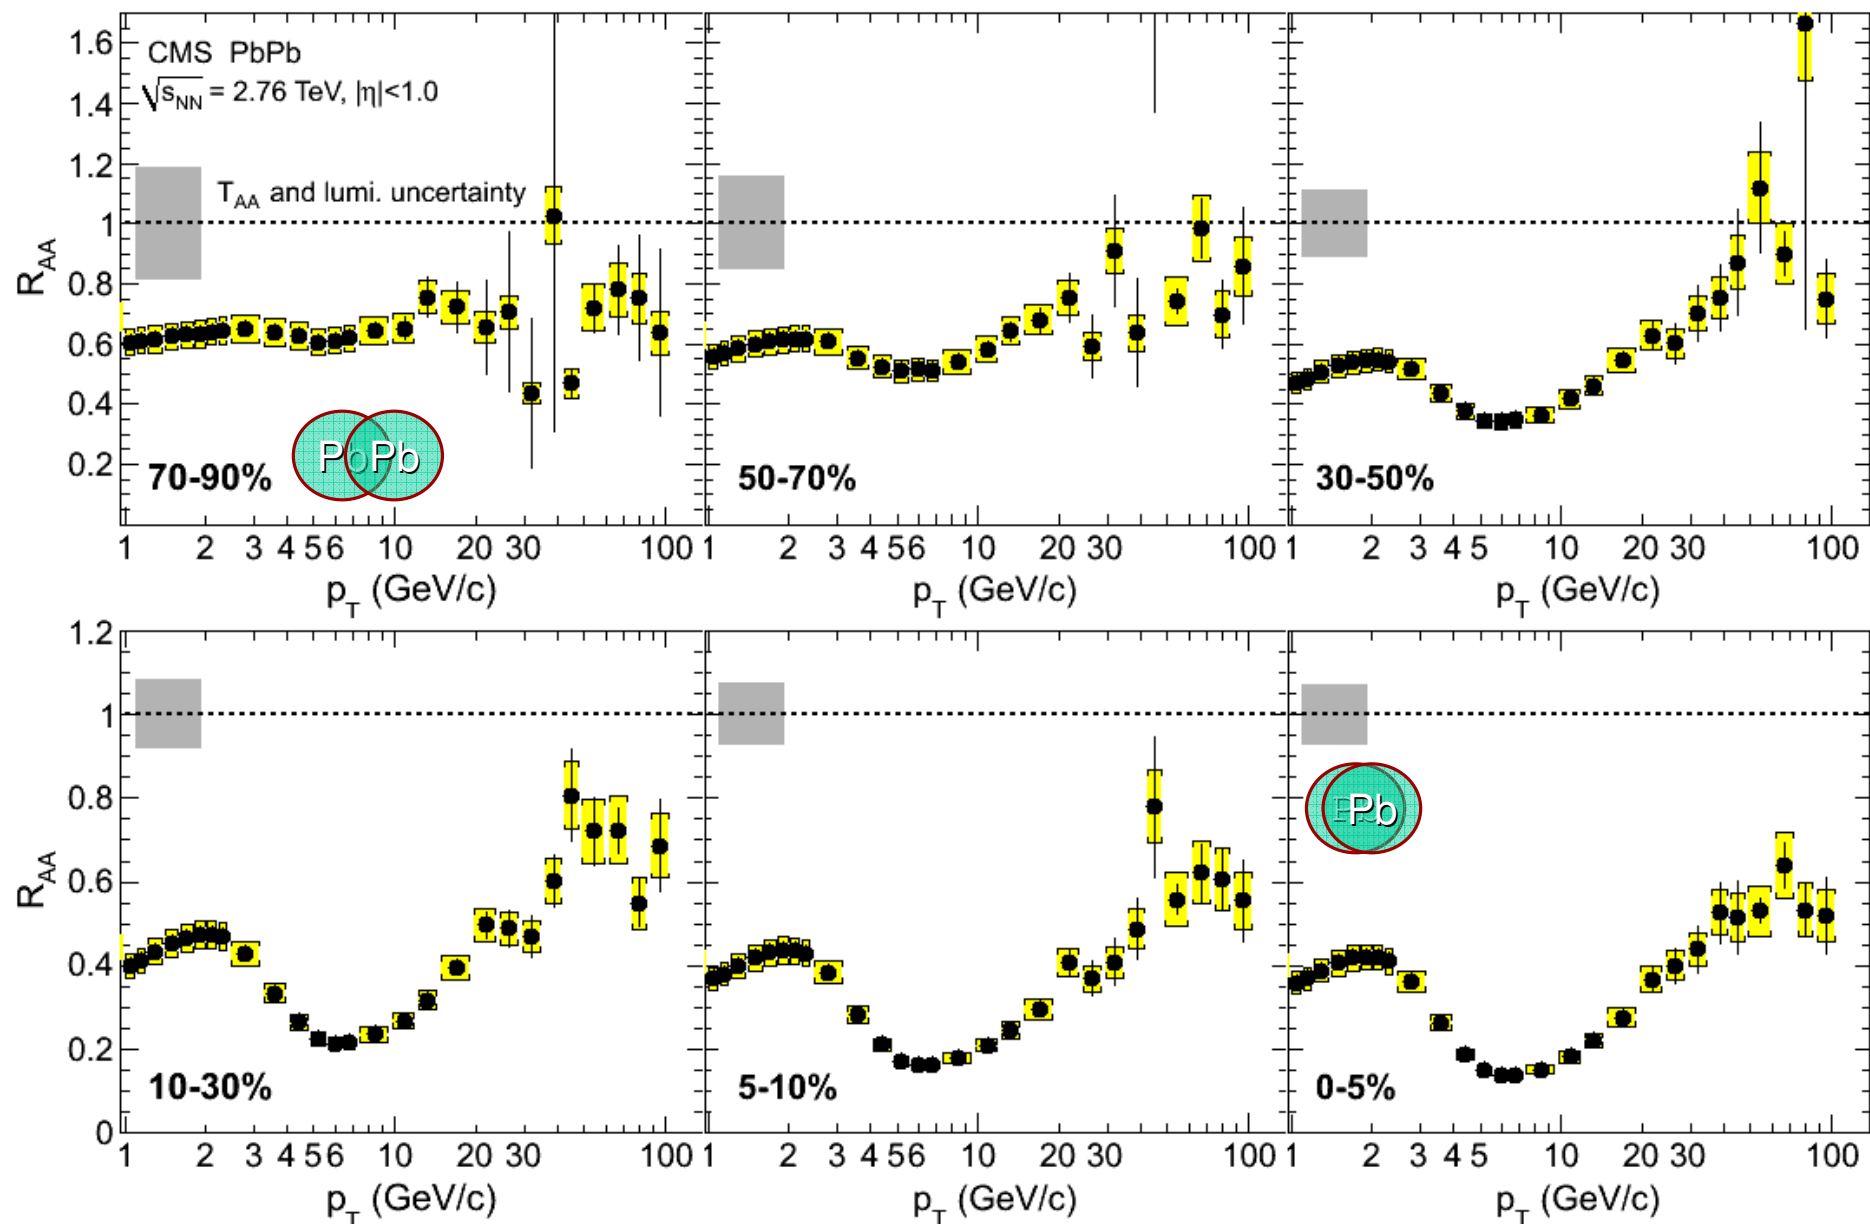 CMS PbPb
√sNN = 2.76 TeV, |η|<1.0
TAA and lumi. uncertainty
RAA
1.6
1.4
1.2
1
0.8
0.6
0.4
0.2
Pb Pb
70-90%
50-70%
30-50%
1 2 3 4 5 6 10 20 30 100
1 2 3 4 5 6 10 20 30 100
1 2 3 4 5 10 20 30 100
pT (GeV/c)
pT (GeV/c)
pT (GeV/c)
RAA
1.2
1
0.8
0.6
0.4
0.2
0
Pb
10-30%
5-10%
0-5%
1 2 3 4 5 6 10 20 30 100
1 2 3 4 5 6 10 20 30 100
1 2 3 4 5 10 20 30 100
pT (GeV/c)
pT (GeV/c)
pT (GeV/c)